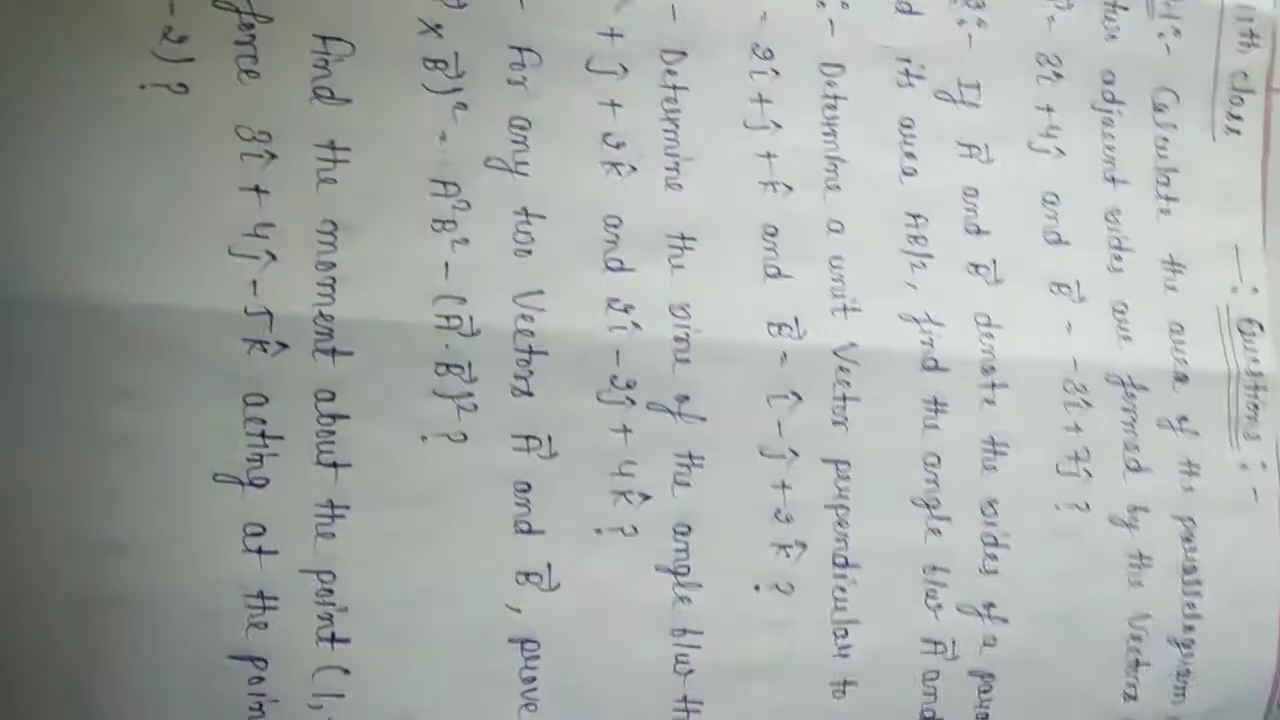 11th class
—: Questions :-
Calculate the area of the parallelogram
two adjacent sides are formed by the Vectors
= 3î + 4ĵ and B⃗ = -3î + 7ĵ ?
If A⃗ and B⃗ denote the sides of a
its area AB/2, find the angle b/w A⃗ and
:- Determine a unit Vector perpendicular to
= 2î + ĵ + k̂ and B⃗ = î - ĵ + 2k̂ ?
- Determine the sine of the angle b/w
+ ĵ + 2k̂ and 2î - 2ĵ + 4k̂ ?
- For any two Vectors A⃗ and B⃗, prove
× B⃗)² = A²B² - (A⃗ . B⃗)² ?
Find the moment about the point (1,
force 3î + 4ĵ - 5k̂ acting at the
-2) ?